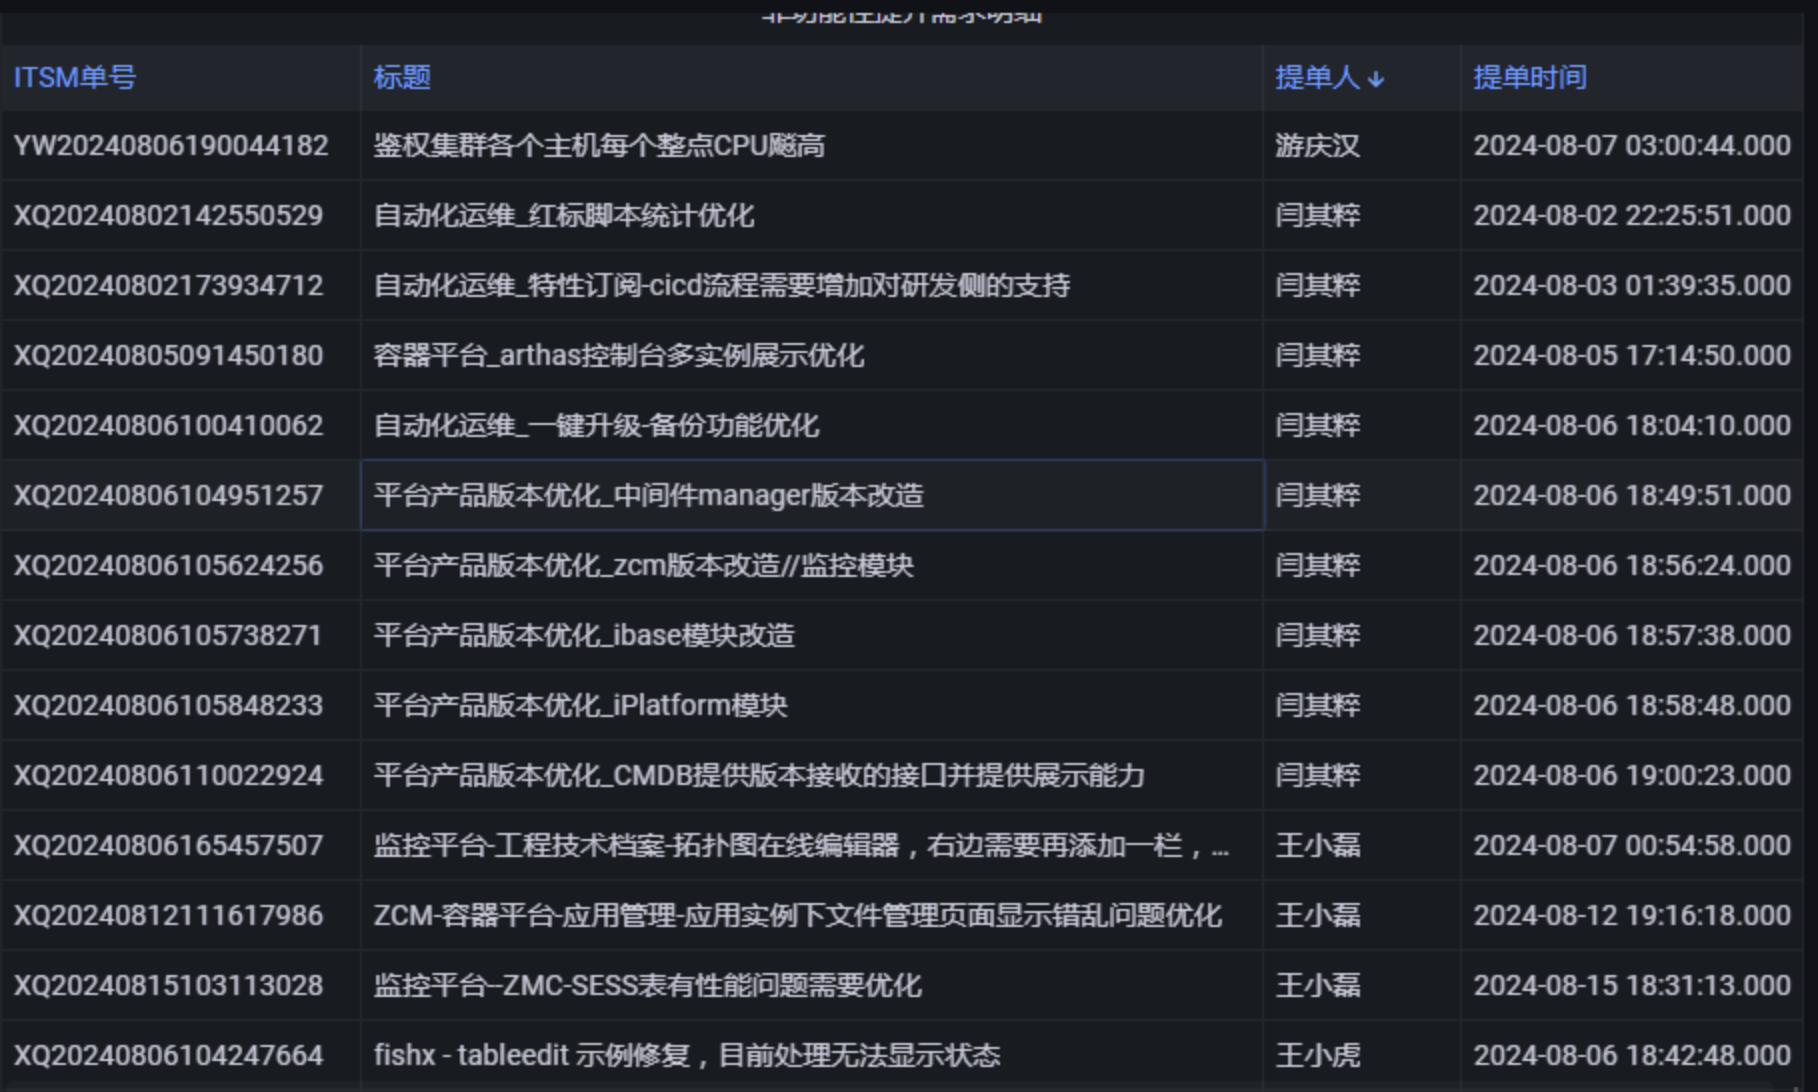 非功能性提升需求明细
ITSM单号 标题 提单人↓ 提单时间
YW20240806190044182 鉴权集群各个主机每个整点CPU飚高 游庆汉 2024-08-07 03:00:44.000
XQ20240802142550529 自动化运维_红标脚本统计优化 闫其粹 2024-08-02 22:25:51.000
XQ20240802173934712 自动化运维_特性订阅-cicd流程需要增加对研发侧的支持 闫其粹 2024-08-03 01:39:35.000
XQ20240805091450180 容器平台_arthas控制台多实例展示优化 闫其粹 2024-08-05 17:14:50.000
XQ20240806100410062 自动化运维_一键升级-备份功能优化 闫其粹 2024-08-06 18:04:10.000
XQ20240806104951257 平台产品版本优化_中间件manager版本改造 闫其粹 2024-08-06 18:49:51.000
XQ20240806105624256 平台产品版本优化_zcm版本改造//监控模块 闫其粹 2024-08-06 18:56:24.000
XQ20240806105738271 平台产品版本优化_ibase模块改造 闫其粹 2024-08-06 18:57:38.000
XQ20240806105848233 平台产品版本优化_iPlatform模块 闫其粹 2024-08-06 18:58:48.000
XQ20240806110022924 平台产品版本优化_CMDB提供版本接收的接口并提供展示能力 闫其粹 2024-08-06 19:00:23.000
XQ20240806165457507 监控平台-工程技术档案-拓扑图在线编辑器，右边需要再添加一栏，... 王小磊 2024-08-07 00:54:58.000
XQ20240812111617986 ZCM-容器平台-应用管理-应用实例下文件管理页面显示错乱问题优化 王小磊 2024-08-12 19:16:18.000
XQ20240815103113028 监控平台--ZMC-SESS表有性能问题需要优化 王小磊 2024-08-15 18:31:13.000
XQ20240806104247664 fishx - tableedit 示例修复，目前处理无法显示状态 王小虎 2024-08-06 18:42:48.000